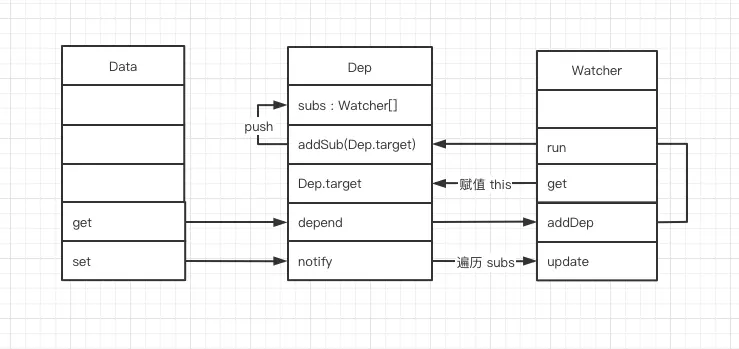 Data
get
set
push
Dep
subs : Watcher[]
addSub(Dep.target)
Dep.target
depend
notify
赋值 this
遍历 subs
Watcher
run
get
addDep
update